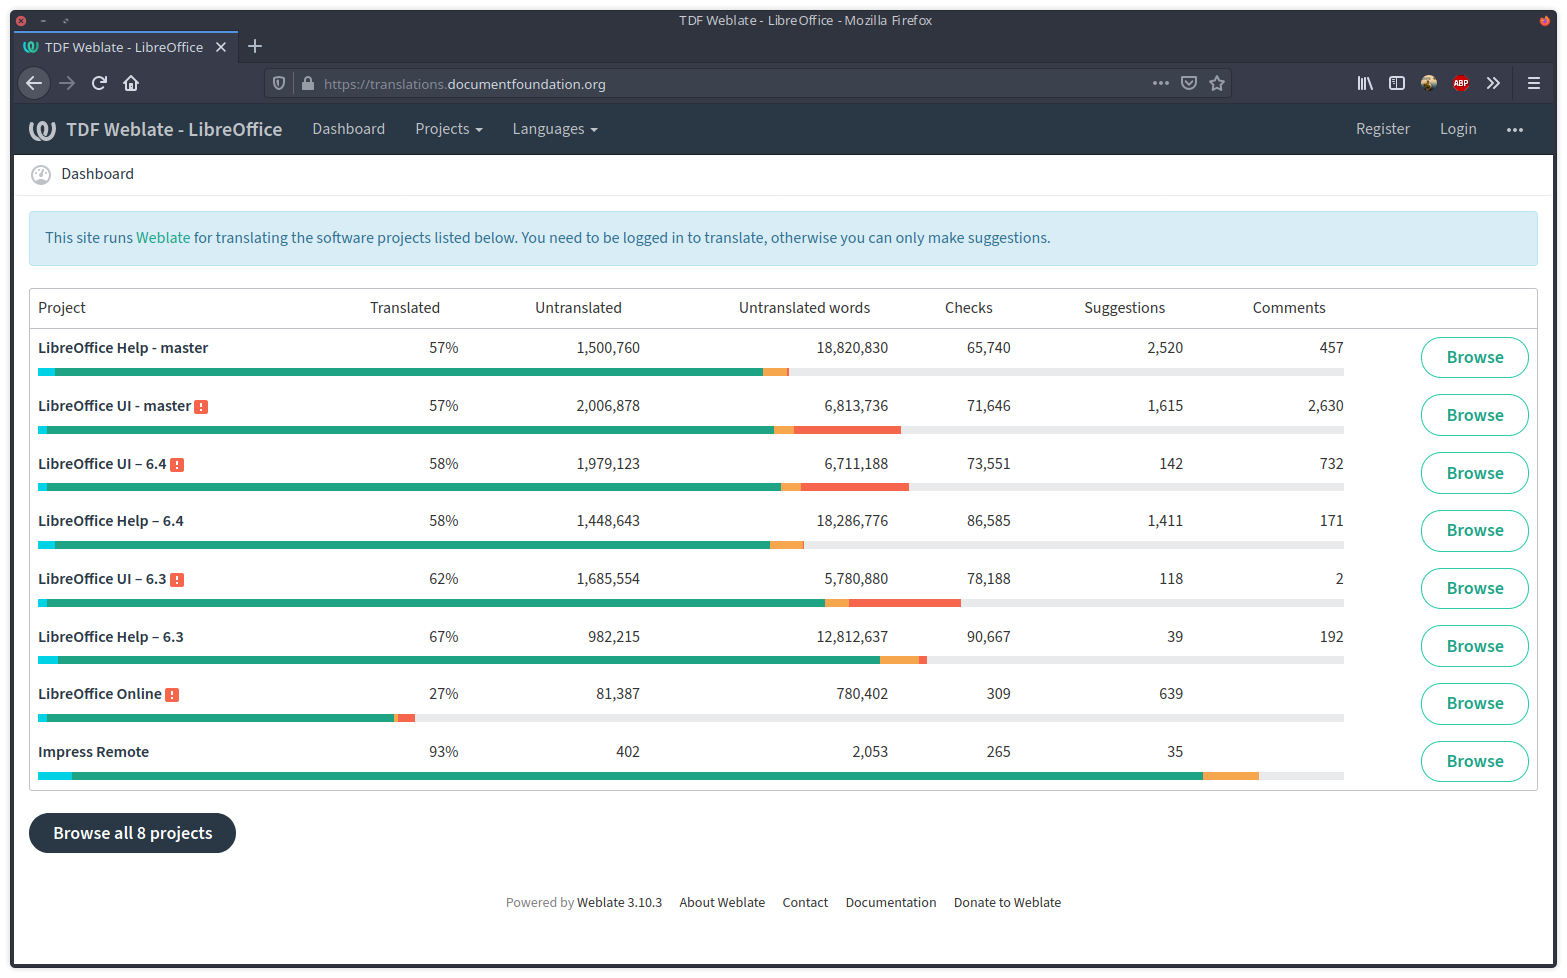 TDF Weblate - LibreOffice - Mozilla Firefox
TDF Weblate - LibreOffice
https://translations.documentfoundation.org
ABP
TDF Weblate - LibreOffice Dashboard Projects Languages Register Login
Dashboard
This site runs Weblate for translating the software projects listed below. You need to be logged in to translate, otherwise you can only make suggestions.
Project Translated Untranslated Untranslated words Checks Suggestions Comments
LibreOffice Help - master 57% 1,500,760 18,820,830 65,740 2,520 457 Browse
LibreOffice UI - master 57% 2,006,878 6,813,736 71,646 1,615 2,630 Browse
LibreOffice UI – 6.4 58% 1,979,123 6,711,188 73,551 142 732 Browse
LibreOffice Help – 6.4 58% 1,448,643 18,286,776 86,585 1,411 171 Browse
LibreOffice UI – 6.3 62% 1,685,554 5,780,880 78,188 118 2 Browse
LibreOffice Help – 6.3 67% 982,215 12,812,637 90,667 39 192 Browse
LibreOffice Online 27% 81,387 780,402 309 639 Browse
Impress Remote 93% 402 2,053 265 35 Browse
Browse all 8 projects
Powered by Weblate 3.10.3 About Weblate Contact Documentation Donate to Weblate